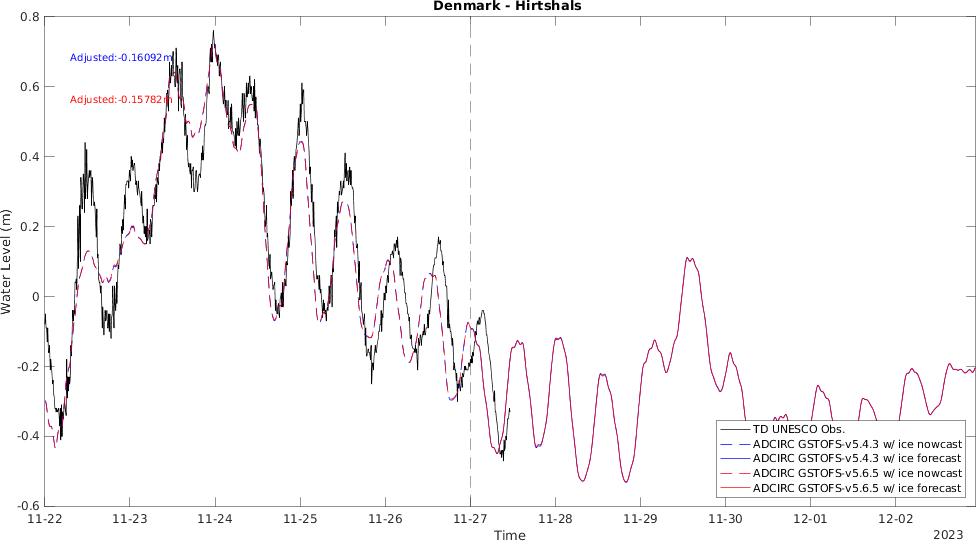 Denmark - Hirtshals
0.8
0.6
0.4
0.2
0
-0.2
-0.4
-0.6
Water Level (m)
Adjusted:-0.16092m
Adjusted:-0.15782m
TD UNESCO Obs.
ADCIRC GSTOFS-v5.4.3 w/ ice nowcast
ADCIRC GSTOFS-v5.4.3 w/ ice forecast
ADCIRC GSTOFS-v5.6.5 w/ ice nowcast
ADCIRC GSTOFS-v5.6.5 w/ ice forecast
11-22 11-23 11-24 11-25 11-26 11-27 11-28 11-29 11-30 12-01 12-02
Time
2023